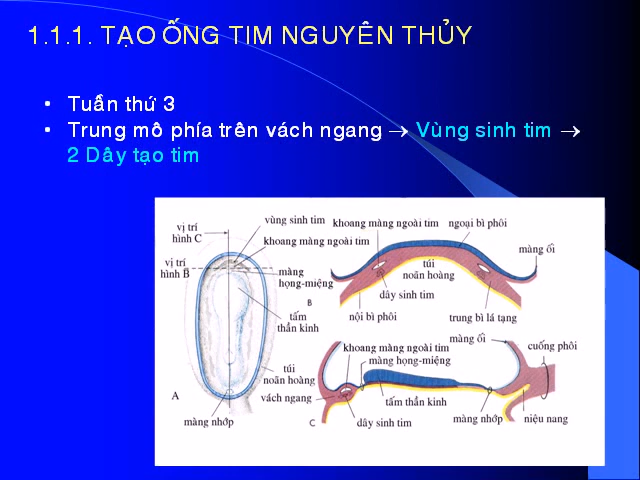 1.1.1. TẠO ỐNG TIM NGUYÊN THỦY
• Tuần thứ 3
• Trung mô phía trên vách ngang → Vùng sinh tim →
2 Dây tạo tim
vị trí
hình C
vùng sinh tim
khoang màng ngoài tim
vị trí
hình B
màng
họng-miệng
tấm
thần kinh
túi
noãn hoàng
A
màng nhớp
khoang màng ngoài tim
ngoại bì phôi
màng ối
túi
noãn hoàng
dây sinh tim
B
nội bì phôi
trung bì lá tạng
màng ối
cuống phôi
khoang màng ngoài tim
màng họng-miệng
vách ngang
tấm thần kinh
C
dây sinh tim
màng nhớp
niệu nang